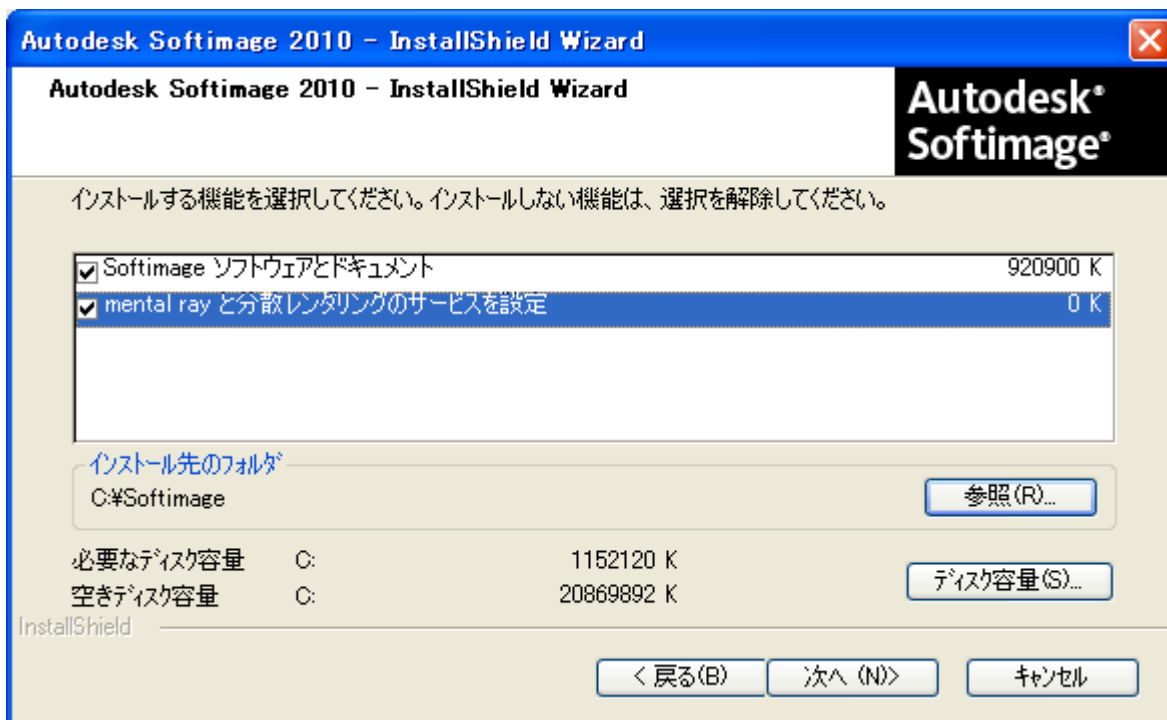 Autodesk Softimage 2010 - InstallShield Wizard
Autodesk Softimage 2010 - InstallShield Wizard
Autodesk®
Softimage®
インストールする機能を選択してください。インストールしない機能は、選択を解除してください。
Softimage ソフトウェアとドキュメント 920900 K
mental ray と分散レンダリングのサービスを設定 0 K
インストール先のフォルダ
C:¥Softimage
参照(R)...
必要なディスク容量 C: 1152120 K
空きディスク容量 C: 20869892 K
ディスク容量(S)...
InstallShield
< 戻る(B)
次へ (N)>
キャンセル